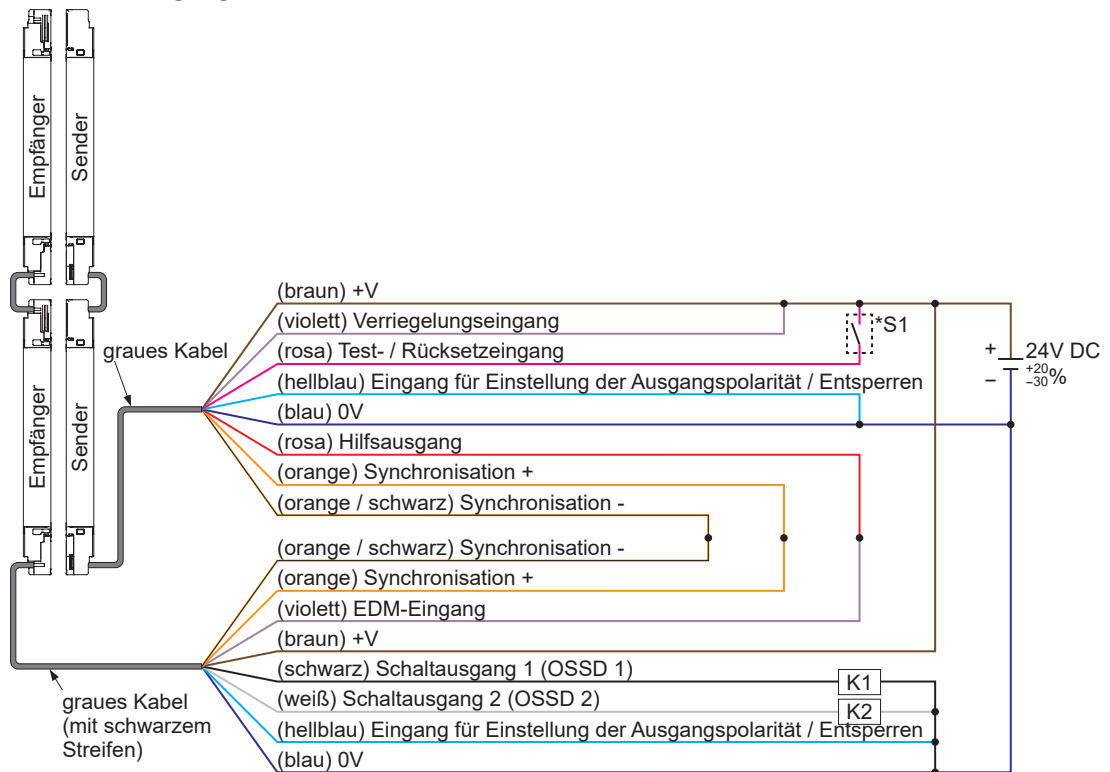 Empfänger
Sender
Empfänger
Sender
graues Kabel
(braun) +V
(violett) Verriegelungseingang
(rosa) Test- / Rücksetzeingang
(hellblau) Eingang für Einstellung der Ausgangspolarität / Entsperren
(blau) 0V
(rosa) Hilfsausgang
(orange) Synchronisation +
(orange / schwarz) Synchronisation -
*S1
+
24V DC
+20
-30 %
−
(orange / schwarz) Synchronisation -
(orange) Synchronisation +
(violett) EDM-Eingang
(braun) +V
(schwarz) Schaltausgang 1 (OSSD 1)
K1
(weiß) Schaltausgang 2 (OSSD 2)
K2
(hellblau) Eingang für Einstellung der Ausgangspolarität / Entsperren
(blau) 0V
graues Kabel
(mit schwarzem
Streifen)